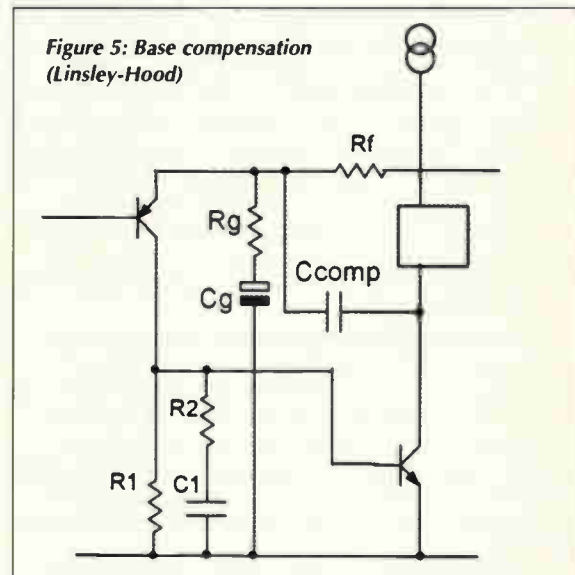 Figure 5: Base compensation
(Linsley-Hood)
Rf
Rg
Ccomp
Cg
R2
R1
C1